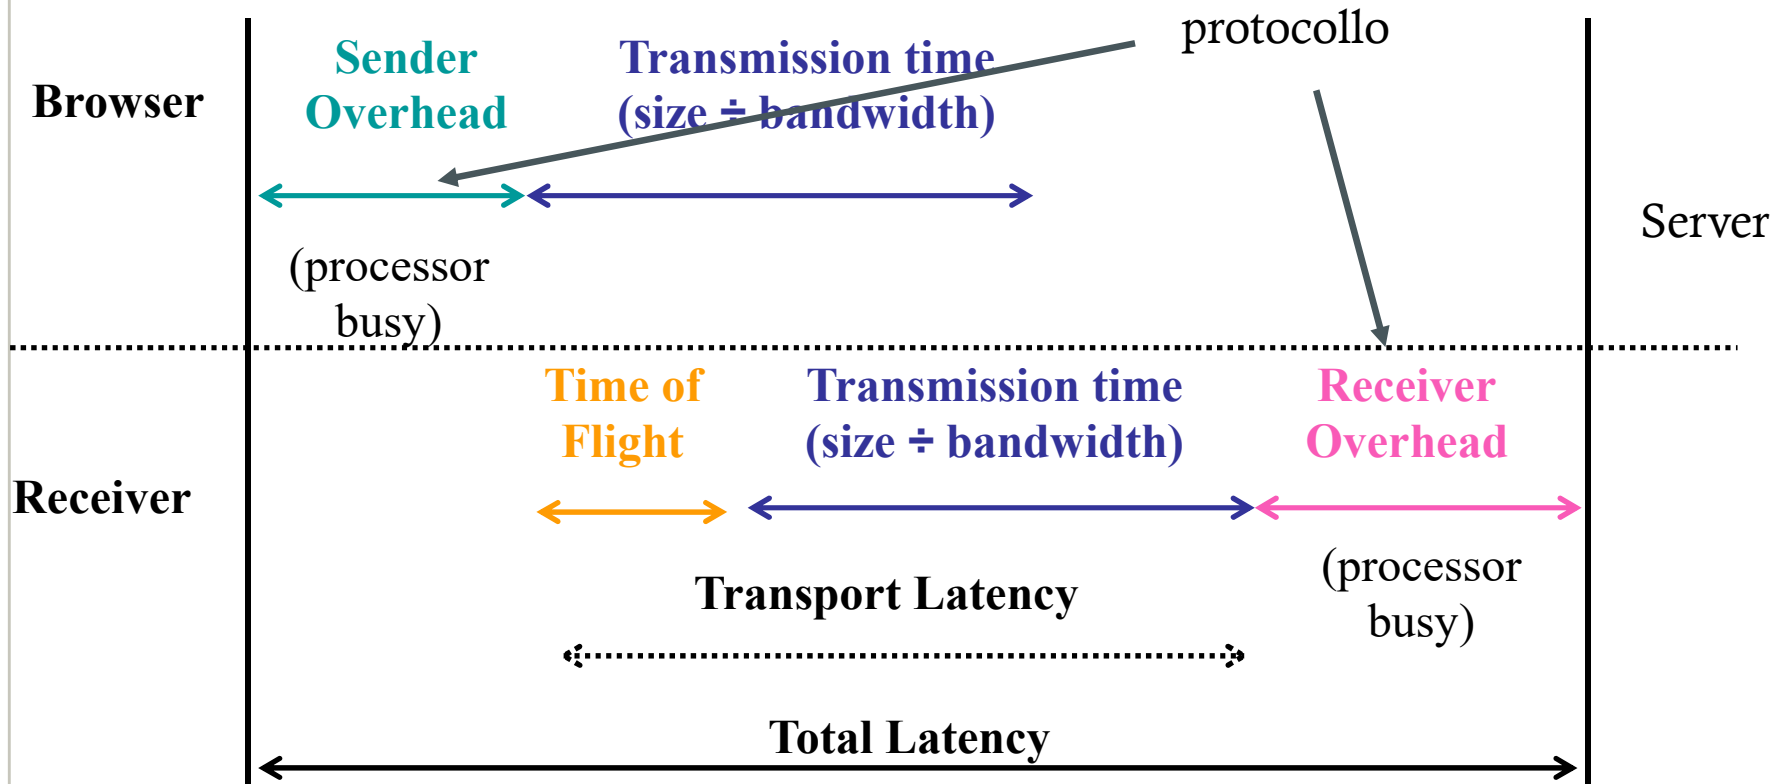 protocollo
Sender
Overhead
Transmission time
(size ÷ bandwidth)
Browser
Server
(processor
busy)
Time of
Flight
Transmission time
(size ÷ bandwidth)
Receiver
Overhead
Receiver
(processor
busy)
Transport Latency
Total Latency